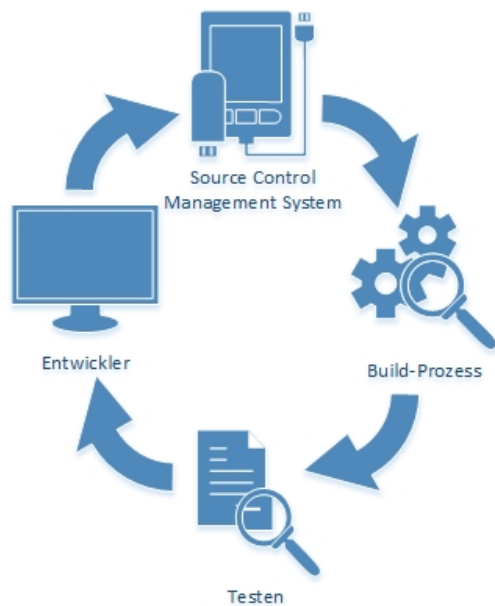 Source Control
Management System
Entwickler
Build-Prozess
Testen